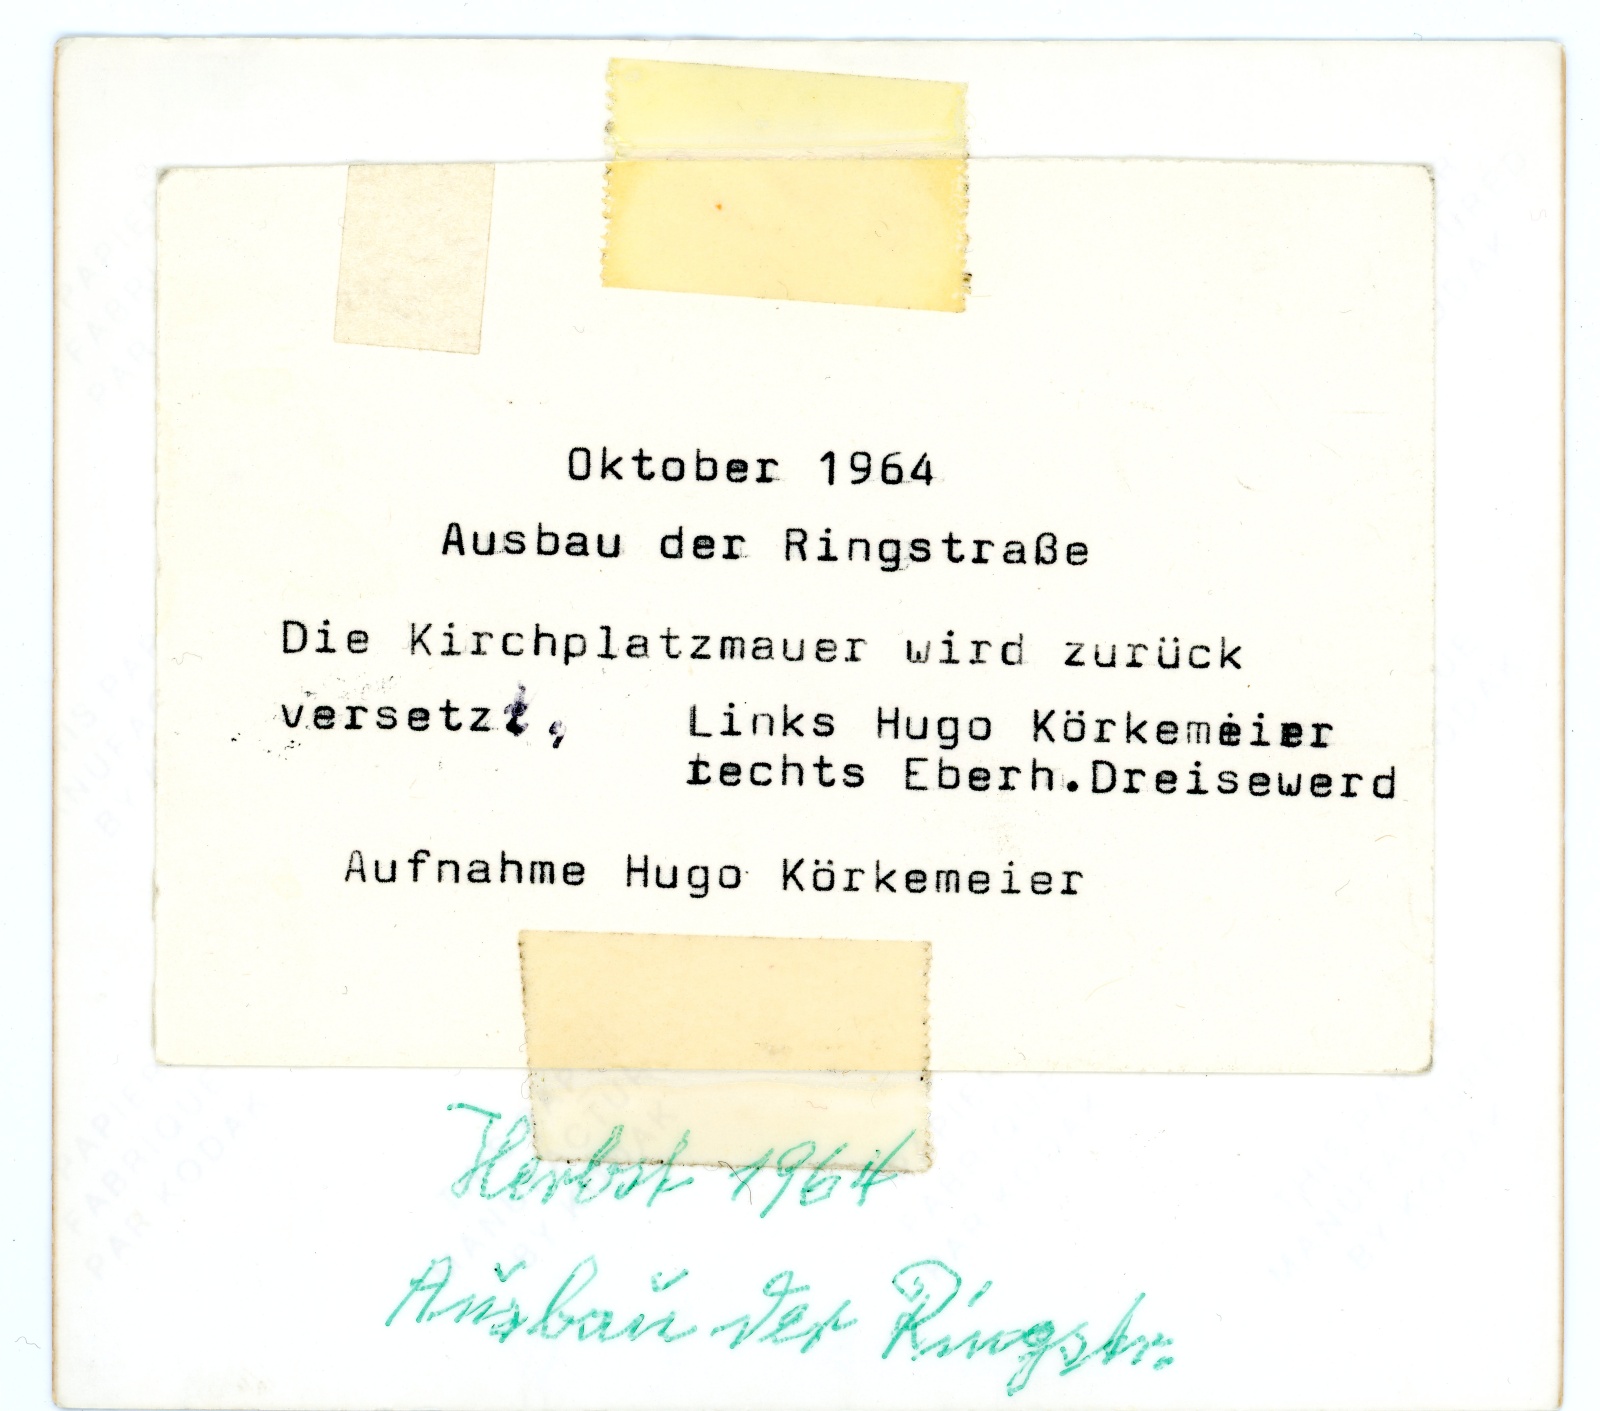 Oktober 1964
Ausbau der Ringstraße
Die Kirchplatzmauer wird zurück
versetzt, Links Hugo Körkemeier
rechts Eberh.Dreisewerd
Aufnahme Hugo Körkemeier
Herbst 1964
Ausbau der Ringstr.